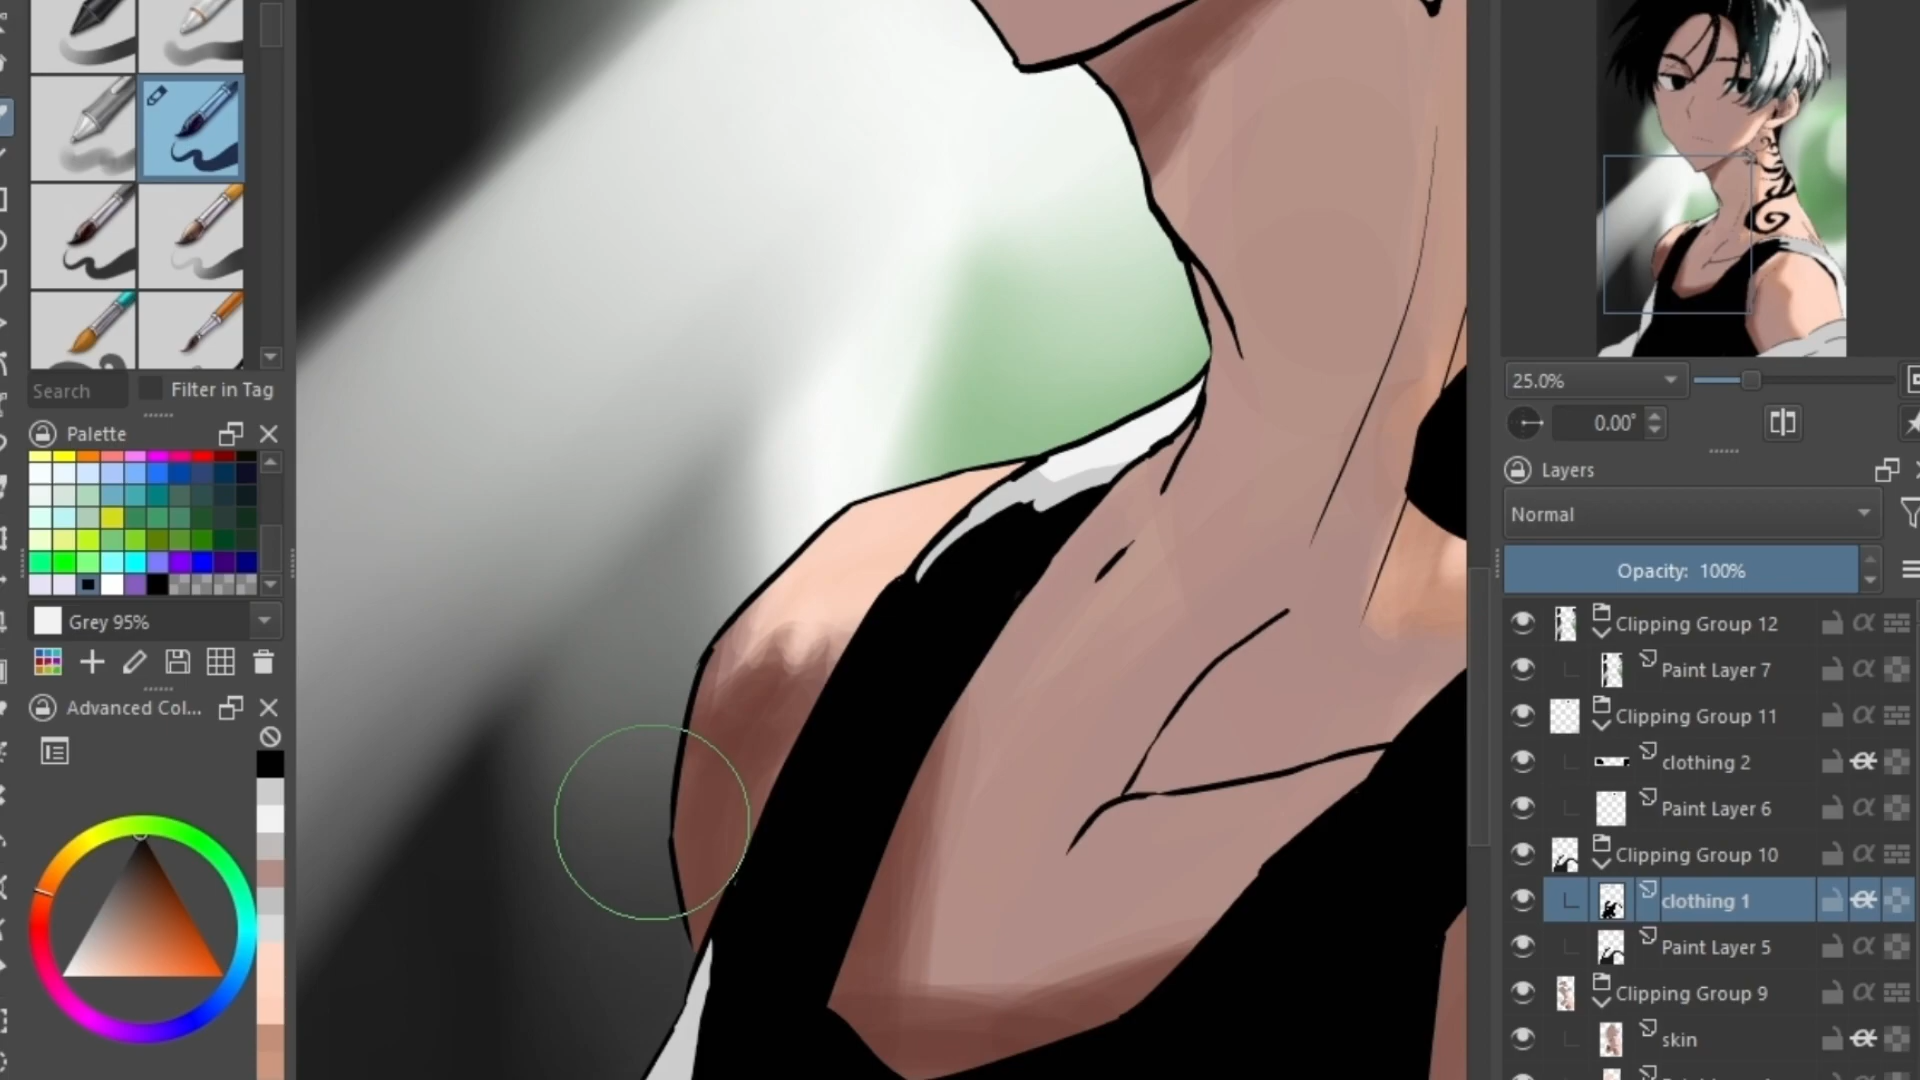 Search
Filter in Tag
Palette
Grey 95%
Advanced Col...
25.0%
0.00°
Layers
Normal
Opacity: 100%
Clipping Group 12
Paint Layer 7
Clipping Group 11
clothing 2
Paint Layer 6
Clipping Group 10
clothing 1
Paint Layer 5
Clipping Group 9
skin